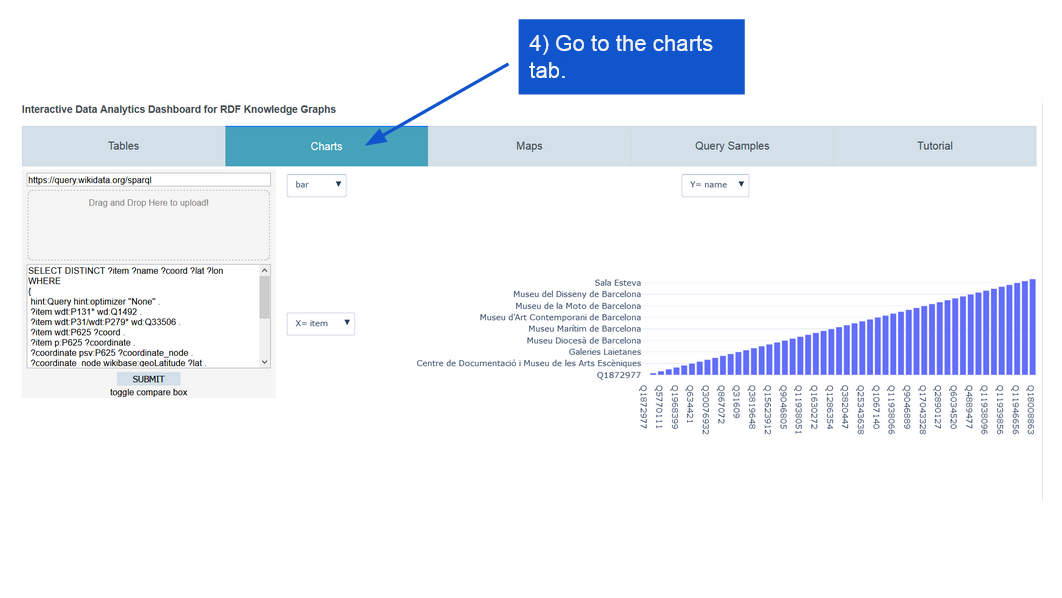 4) Go to the charts
tab.
Interactive Data Analytics Dashboard for RDF Knowledge Graphs
Tables
Charts
Maps
Query Samples
Tutorial
https://query.wikidata.org/sparql
Drag and Drop Here to upload!
SELECT DISTINCT ?item ?name ?coord ?lat ?lon
WHERE
{
hint:Query hint:optimizer "None" .
?item wdt:P131* wd:Q1492 .
?item wdt:P31/wdt:P279* wd:Q33506 .
?item wdt:P625 ?coord .
?item p:P625 ?coordinate .
?coordinate psv:P625 ?coordinate_node .
?coordinate_node wikibase:geoLatitude ?lat .
SUBMIT
toggle compare box
bar
Y= name
X= item
Sala Esteva
Museu del Disseny de Barcelona
Museu de la Moto de Barcelona
Museu d'Art Contemporani de Barcelona
Museu Marítim de Barcelona
Museu Diocesà de Barcelona
Galeries Laietanes
Centre de Documentació i Museu de les Arts Escèniques
Q1872977
Q1872977
Q5770111
Q1968399
Q634421
Q30076932
Q867072
Q31609
Q3819648
Q15623912
Q9046805
Q11938051
Q1630272
Q1286354
Q3820447
Q25343638
Q1067140
Q11938066
Q9046889
Q17043328
Q2890127
Q6034520
Q4889477
Q11938096
Q11939856
Q11946656
Q18008863